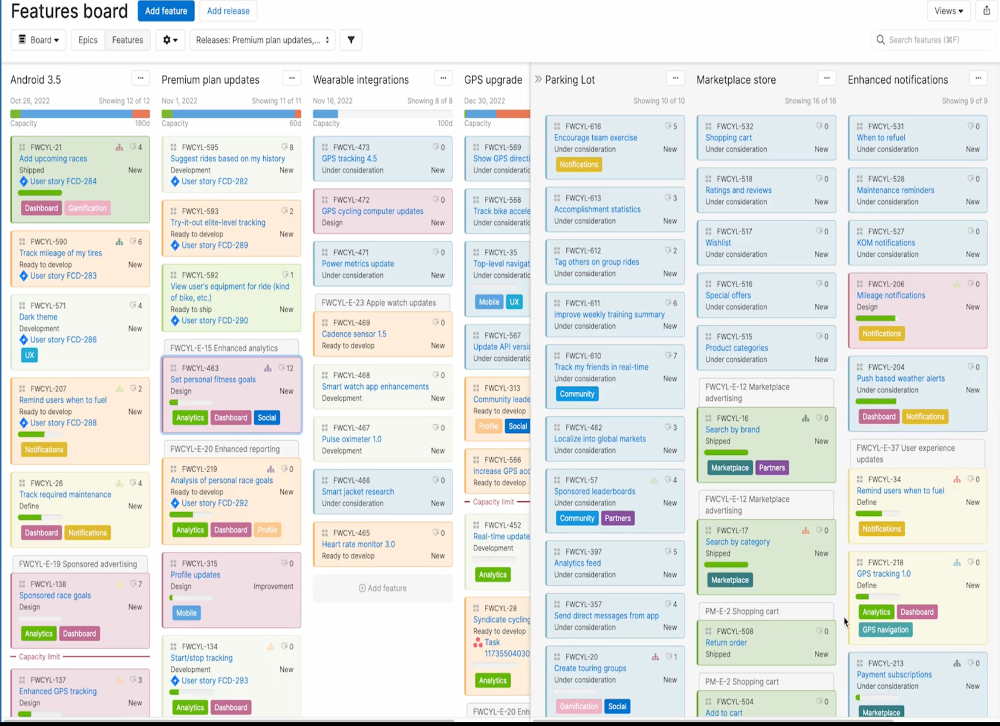 Features board
Add feature
Add release
Views
Board
Epics
Features
Releases: Premium plan updates,...
Search features (⌘F)
Android 3.5
...
Oct 26, 2022
Showing 12 of 12
Capacity
180d
FWCYL-21
4
Add upcoming races
Shipped
New
User story FCD-284
Dashboard
Gamification
FWCYL-590
6
Track mileage of my tires
Ready to develop
New
User story FCD-283
FWCYL-571
4
Dark theme
Development
New
User story FCD-286
UX
FWCYL-207
2
Remind users when to fuel
Ready to develop
New
User story FCD-288
Notifications
FWCYL-26
4
Track required maintenance
Define
New
Dashboard
Notifications
FWCYL-E-19 Sponsored advertising
FWCYL-138
7
Sponsored race goals
Design
New
Analytics
Dashboard
Capacity limit
FWCYL-137
3
Enhanced GPS tracking
Design
New
Premium plan updates
...
Nov 1, 2022
Showing 11 of 11
Capacity
60d
FWCYL-595
8
Suggest rides based on my history
Development
New
User story FCD-282
FWCYL-593
2
Try-it-out elite-level tracking
Ready to develop
New
User story FCD-289
FWCYL-592
1
View user's equipment for ride (kind
of bike, etc.)
Ready to ship
New
User story FCD-290
FWCYL-E-15 Enhanced analytics
FWCYL-463
12
Set personal fitness goals
Design
New
Analytics
Dashboard
Social
FWCYL-E-20 Enhanced reporting
FWCYL-219
0
Analysis of personal race goals
Ready to develop
New
User story FCD-292
Analytics
Dashboard
Profile
FWCYL-315
0
Profile updates
Design
Improvement
Mobile
FWCYL-134
0
Start/stop tracking
Development
New
User story FCD-293
Analytics
Dashboard
Wearable integrations
...
Nov 16, 2022
Showing 8 of 8
Capacity
100d
FWCYL-473
0
GPS tracking 4.5
Under consideration
New
FWCYL-472
0
GPS cycling computer updates
Design
New
FWCYL-471
0
Power metrics update
Under consideration
New
FWCYL-E-23 Apple watch updates
FWCYL-469
0
Cadence sensor 1.5
Ready to develop
New
FWCYL-468
0
Smart watch app enhancements
Development
New
FWCYL-467
0
Pulse oximeter 1.0
Development
New
FWCYL-466
0
Smart jacket research
Under consideration
New
FWCYL-465
0
Heart rate monitor 3.0
Ready to develop
New
Add feature
GPS upgrade
Dec 30, 2022
Capacity
FWCYL-569
Show GPS directi
Under consideration
FWCYL-568
Track bike accele
Under consideratic
FWCYL-35
Top-level navigat
Under consideratic
Mobile
UX
FWCYL-567
Update API versic
Under consideratic
FWCYL-313
Community leade
Ready to develop
Profile
Social
FWCYL-566
Increase GPS acc
Ready to develop
Capacity limit
FWCYL-452
Real-time update
Development
Analytics
FWCYL-28
Syndicate cycling
Ready to develop
Task
11735504030
Analytics
FWCYL-E-20 Enh
Parking Lot
...
Showing 10 of 10
FWCYL-616
5
Encourage team exercise
Under consideration
New
Notifications
FWCYL-613
3
Accomplishment statistics
Under consideration
New
FWCYL-612
2
Tag others on group rides
Under consideration
New
FWCYL-611
6
Improve weekly training summary
Under consideration
New
FWCYL-610
7
Track my friends in real-time
Under consideration
New
Community
FWCYL-462
3
Localize into global markets
Under consideration
New
FWCYL-57
4
Sponsored leaderboards
Under consideration
New
Community
Partners
FWCYL-397
5
Analytics feed
Under consideration
New
FWCYL-357
4
Send direct messages from app
Under consideration
New
FWCYL-20
1
Create touring groups
Under consideration
New
Gamification
Social
Marketplace store
...
Showing 16 of 16
FWCYL-532
0
Shopping cart
Under consideration
New
FWCYL-518
0
Ratings and reviews
Under consideration
New
FWCYL-517
0
Wishlist
Under consideration
New
FWCYL-516
0
Special offers
Under consideration
New
FWCYL-515
0
Product categories
Under consideration
New
FWCYL-E-12 Marketplace
advertising
FWCYL-16
0
Search by brand
Shipped
New
Marketplace
Partners
FWCYL-E-12 Marketplace
advertising
FWCYL-17
0
Search by category
Shipped
New
Marketplace
PM-E-2 Shopping cart
FWCYL-508
0
Return order
Shipped
New
PM-E-2 Shopping cart
FWCYL-504
0
Add to cart
Enhanced notifications
...
Showing 9 of 9
FWCYL-531
0
When to refuel
Under consideration
New
FWCYL-528
0
Maintenance reminders
Under consideration
New
FWCYL-527
0
KOM notifications
Under consideration
New
FWCYL-206
0
Mileage notifications
Design
New
Notifications
FWCYL-204
0
Push based weather alerts
Under consideration
New
Dashboard
Notifications
FWCYL-E-37 User experience
updates
FWCYL-34
0
Remind users when to fuel
Define
New
Notifications
FWCYL-218
0
GPS tracking 1.0
Define
New
Analytics
Dashboard
GPS navigation
FWCYL-213
0
Payment subscriptions
Under consideration
New
Marketplace